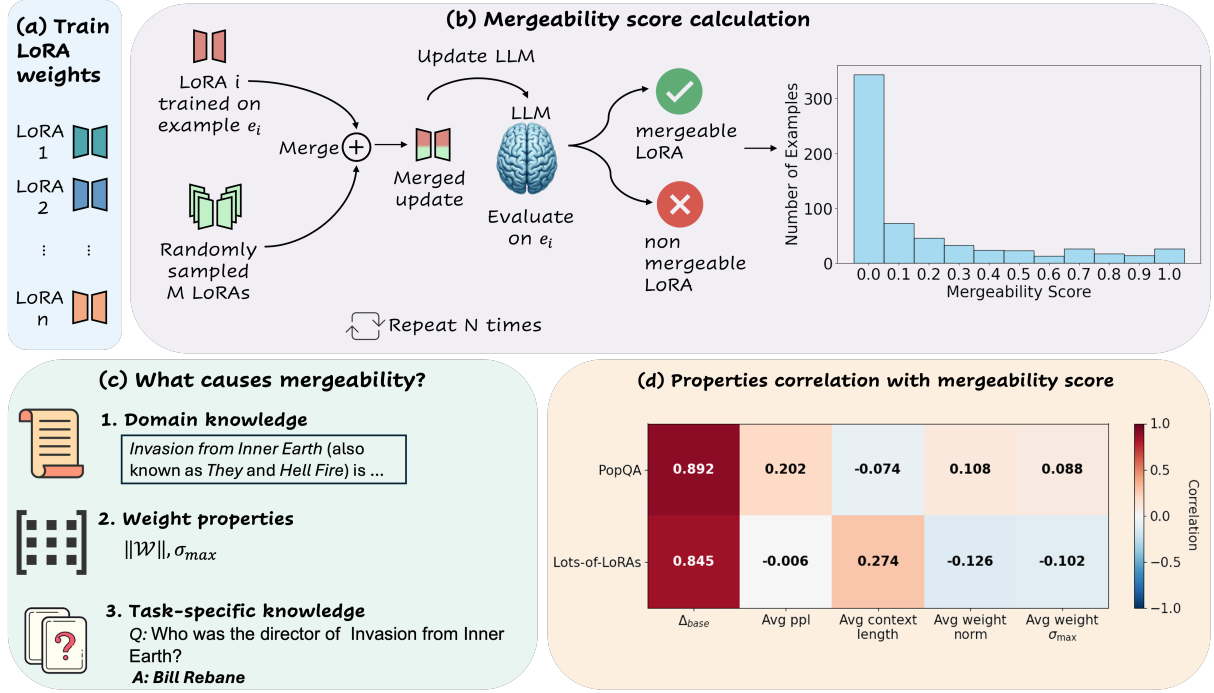 (a) Train
LoRA
weights
LoRA
1
LoRA
2
⋮ ⋮
LoRA
n
(b) Mergeability score calculation
LoRA i
trained on
example eᵢ
Merge
+
Randomly
sampled
M LoRAs
Update LLM
Merged
update
LLM
Evaluate
on eᵢ
mergeable
LoRA
non
mergeable
LoRA
Repeat N times
Number of Examples
300
200
100
0
0.0 0.1 0.2 0.3 0.4 0.5 0.6 0.7 0.8 0.9 1.0
Mergeability Score
(c) What causes mergeability?
1. Domain knowledge
Invasion from Inner Earth (also
known as They and Hell Fire) is ...
2. Weight properties
‖𝒲‖, σₘₐₓ
3. Task-specific knowledge
Q: Who was the director of Invasion from Inner
Earth?
A: Bill Rebane
?
(d) Properties correlation with mergeability score
PopQA 0.892 0.202 -0.074 0.108 0.088
Lots-of-LoRAs 0.845 -0.006 0.274 -0.126 -0.102
Δbase Avg ppl Avg context Avg weight Avg weight
length norm σmax
1.0
0.5
0.0
−0.5
−1.0
Correlation